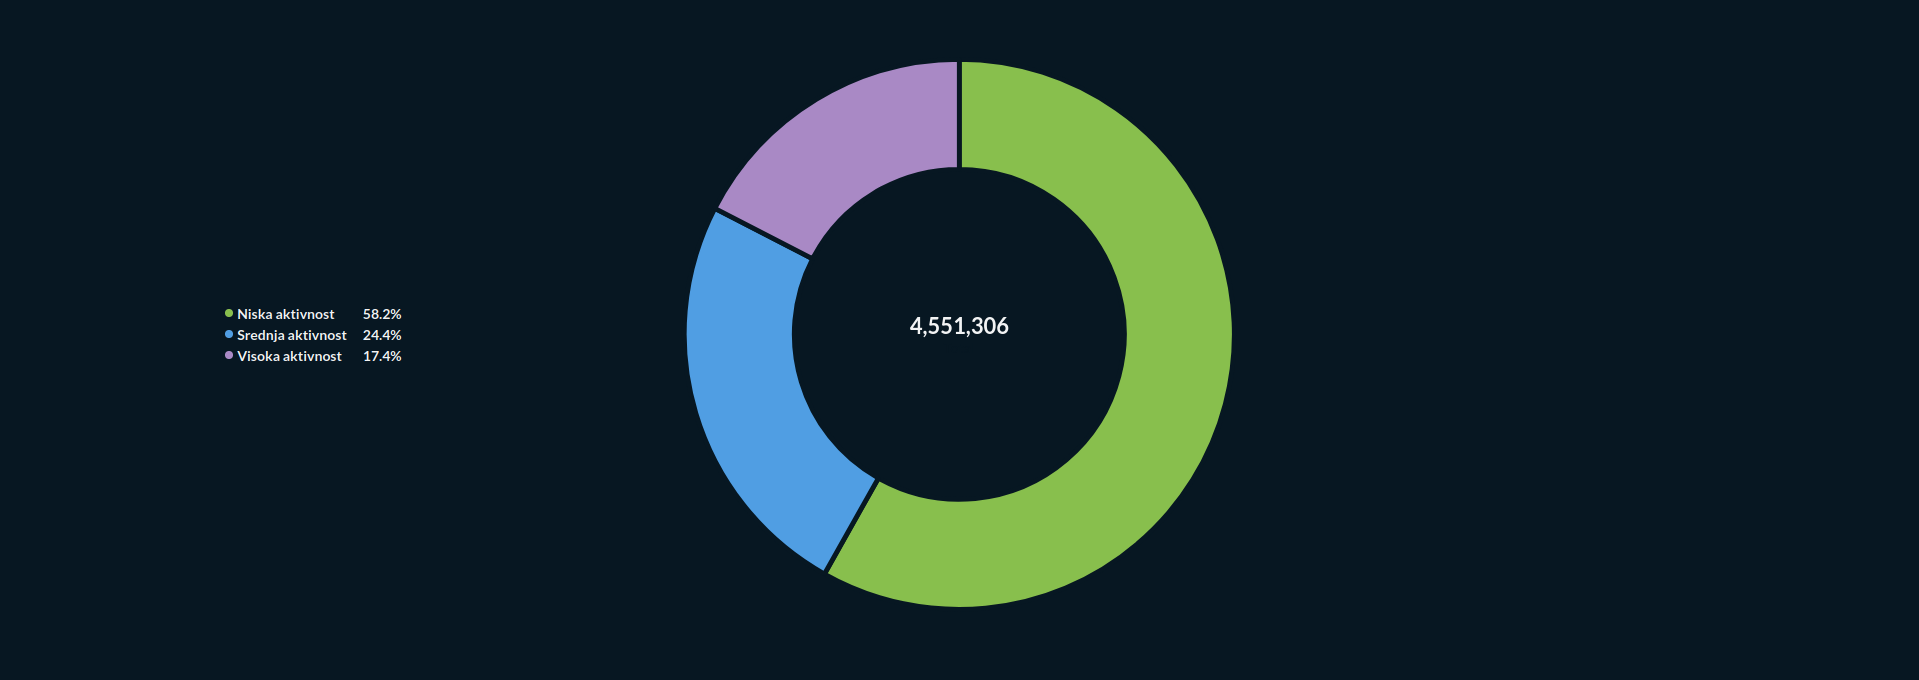 Niska aktivnost 58.2%
Srednja aktivnost 24.4%
Visoka aktivnost 17.4%
4,551,306